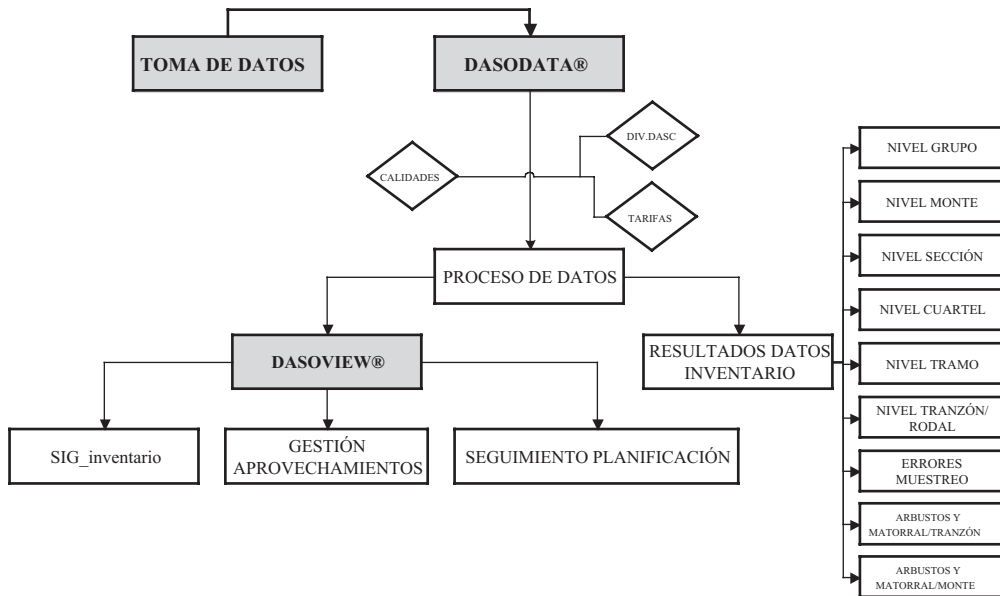 TOMA DE DATOS
DASODATA®
DIV.DASC
CALIDADES
TARIFAS
PROCESO DE DATOS
DASOVIEW®
RESULTADOS DATOS
INVENTARIO
SIG_inventario
GESTIÓN
APROVECHAMIENTOS
SEGUIMIENTO PLANIFICACIÓN
NIVEL GRUPO
NIVEL MONTE
NIVEL SECCIÓN
NIVEL CUARTEL
NIVEL TRAMO
NIVEL TRANZÓN/
RODAL
ERRORES
MUESTREO
ARBUSTOS Y
MATORRAL/TRANZÓN
ARBUSTOS Y
MATORRAL/MONTE